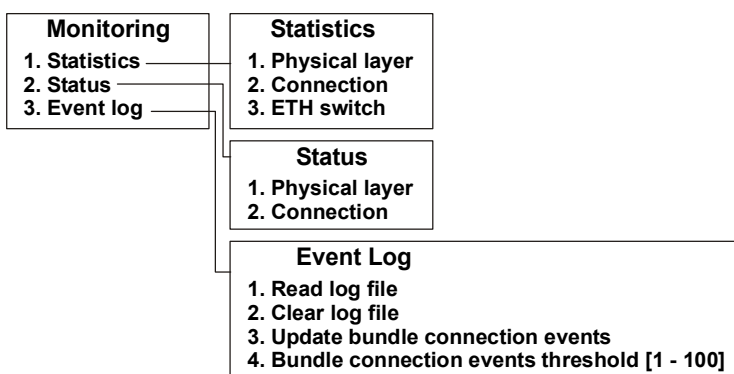 Monitoring
1. Statistics
2. Status
3. Event log
Statistics
1. Physical layer
2. Connection
3. ETH switch
Status
1. Physical layer
2. Connection
Event Log
1. Read log file
2. Clear log file
3. Update bundle connection events
4. Bundle connection events threshold [1 - 100]